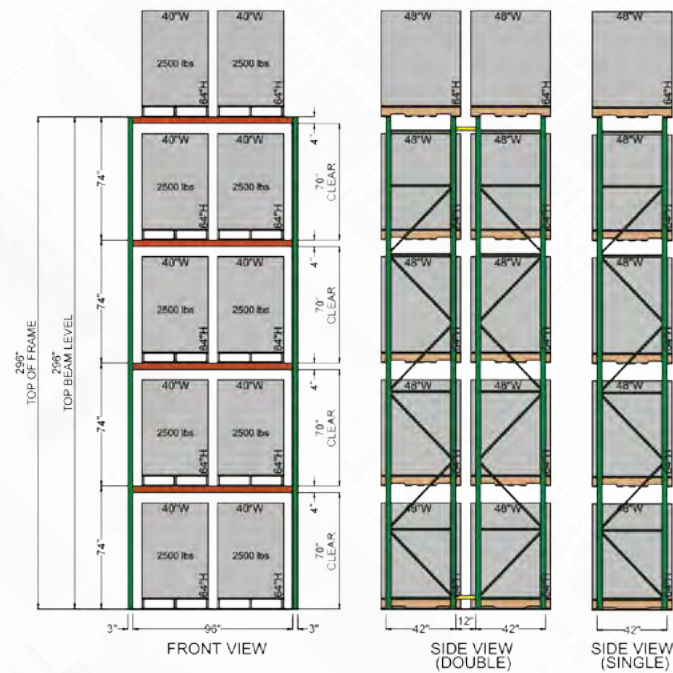 40"W 40"W 48"W 48"W 48"W
2500 lbs 2500 lbs
64"H 64"H 64"H
40"W 40"W 48"W 48"W 48"W
4"
2500 lbs 2500 lbs
74"
70"
CLEAR
64"H 64"H 64"H
40"W 40"W 48"W 48"W 48"W
4"
2500 lbs 2500 lbs
74"
70"
CLEAR
64"H
296"
TOP OF FRAME
296"
TOP BEAM LEVEL
40"W 40"W 48"W 48"W 48"W
4"
2500 lbs 2500 lbs
74"
70"
CLEAR
64"H
40"W 40"W 48"W 48"W 48"W
4"
2500 lbs 2500 lbs
74"
70"
CLEAR
64"H
3" 96" 3" 42" 12" 42" 42"
FRONT VIEW
SIDE VIEW
(DOUBLE)
SIDE VIEW
(SINGLE)